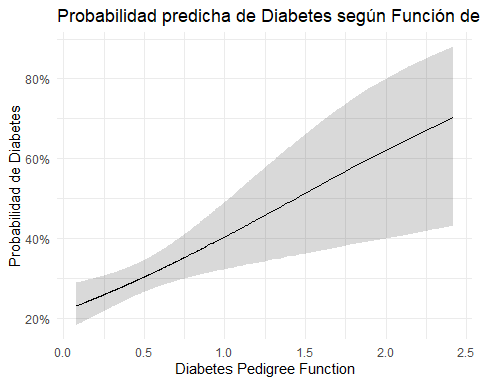 Probabilidad predicha de Diabetes según Función de
80%
60%
40%
20%
Probabilidad de Diabetes
0.0 0.5 1.0 1.5 2.0 2.5
Diabetes Pedigree Function